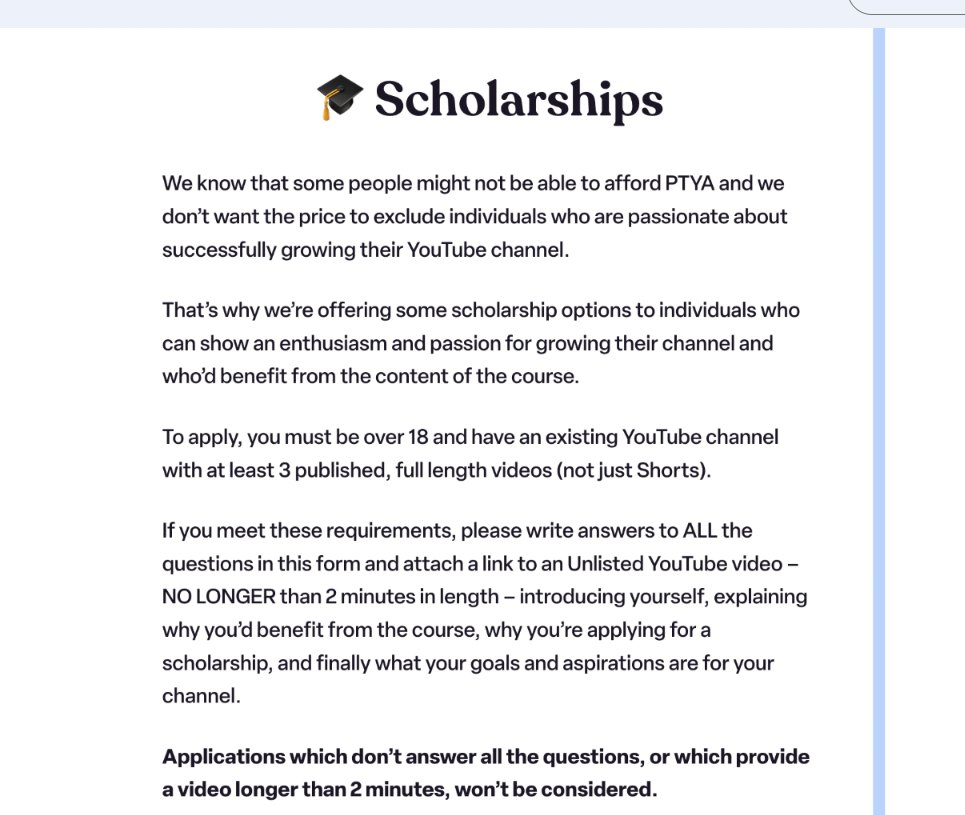 🎓 Scholarships
We know that some people might not be able to afford PTYA and we
don’t want the price to exclude individuals who are passionate about
successfully growing their YouTube channel.
That’s why we’re offering some scholarship options to individuals who
can show an enthusiasm and passion for growing their channel and
who’d benefit from the content of the course.
To apply, you must be over 18 and have an existing YouTube channel
with at least 3 published, full length videos (not just Shorts).
If you meet these requirements, please write answers to ALL the
questions in this form and attach a link to an Unlisted YouTube video –
NO LONGER than 2 minutes in length – introducing yourself, explaining
why you’d benefit from the course, why you’re applying for a
scholarship, and finally what your goals and aspirations are for your
channel.
Applications which don’t answer all the questions, or which provide
a video longer than 2 minutes, won’t be considered.